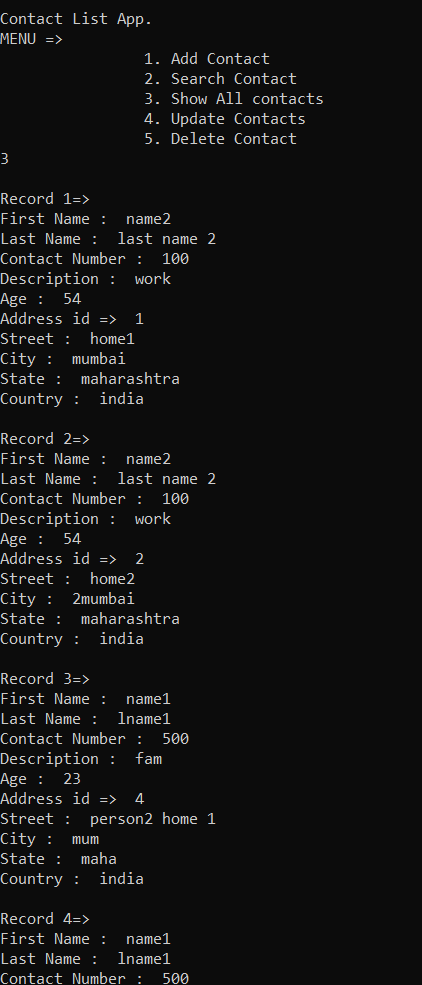 Contact List App.
MENU =>
1. Add Contact
2. Search Contact
3. Show All contacts
4. Update Contacts
5. Delete Contact
3
Record 1=>
First Name :  name2
Last Name :  last name 2
Contact Number :  100
Description :  work
Age :  54
Address id =>  1
Street :  home1
City :  mumbai
State :  maharashtra
Country :  india
Record 2=>
First Name :  name2
Last Name :  last name 2
Contact Number :  100
Description :  work
Age :  54
Address id =>  2
Street :  home2
City :  2mumbai
State :  maharashtra
Country :  india
Record 3=>
First Name :  name1
Last Name :  lname1
Contact Number :  500
Description :  fam
Age :  23
Address id =>  4
Street :  person2 home 1
City :  mum
State :  maha
Country :  india
Record 4=>
First Name :  name1
Last Name :  lname1
Contact Number :  500